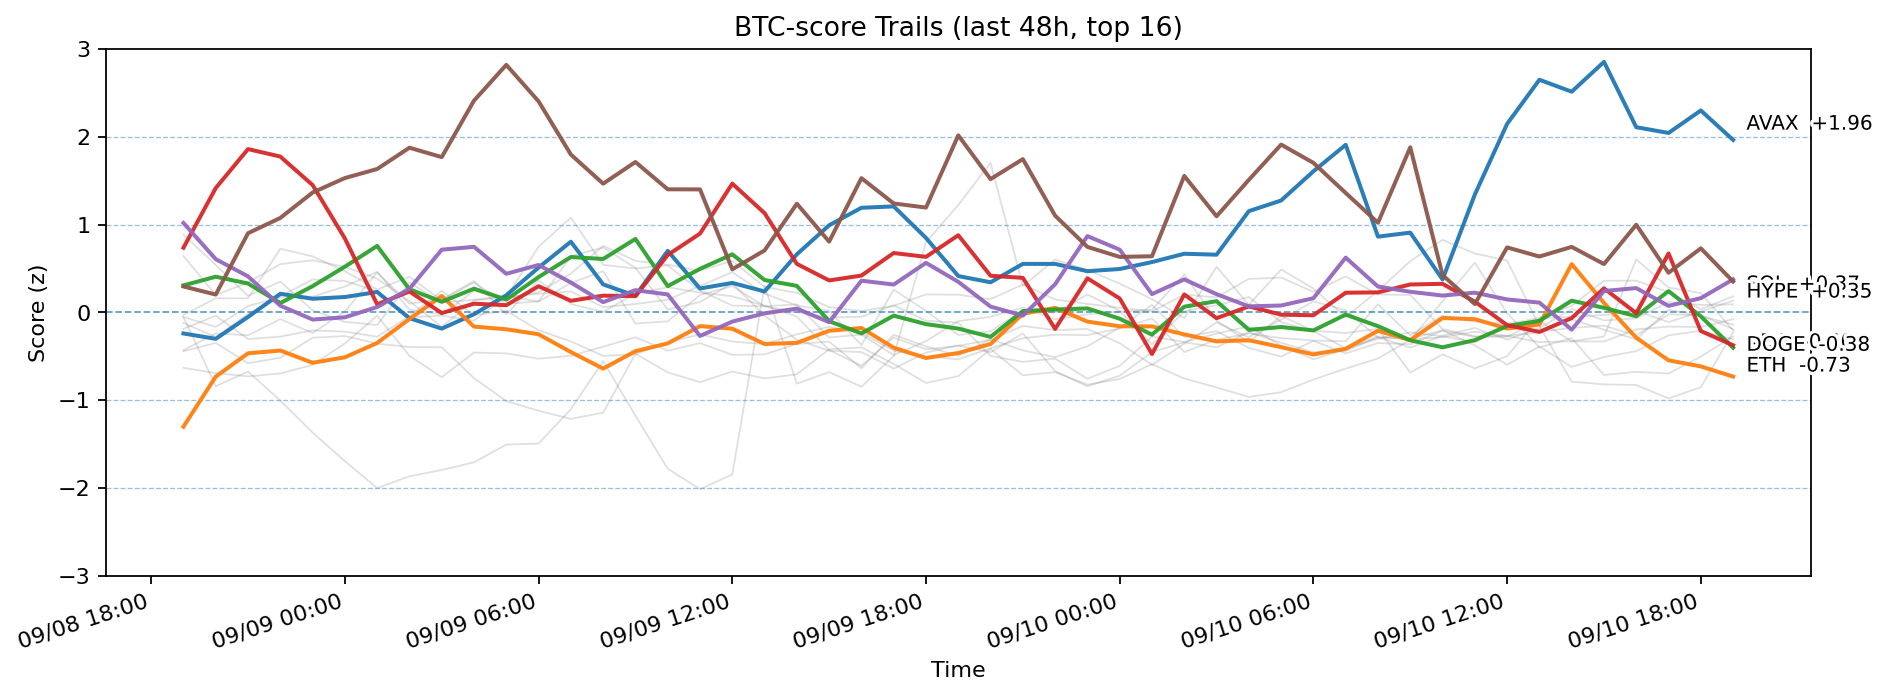 BTC-score Trails (last 48h, top 16)
Score (z)
3
2
1
0
−1
−2
−3
AVAX +1.96
HYPE +0.35
DOGE -0.38
ETH -0.73
09/08 18:00
09/09 00:00
09/09 06:00
09/09 12:00
09/09 18:00
09/10 00:00
09/10 06:00
09/10 12:00
09/10 18:00
Time